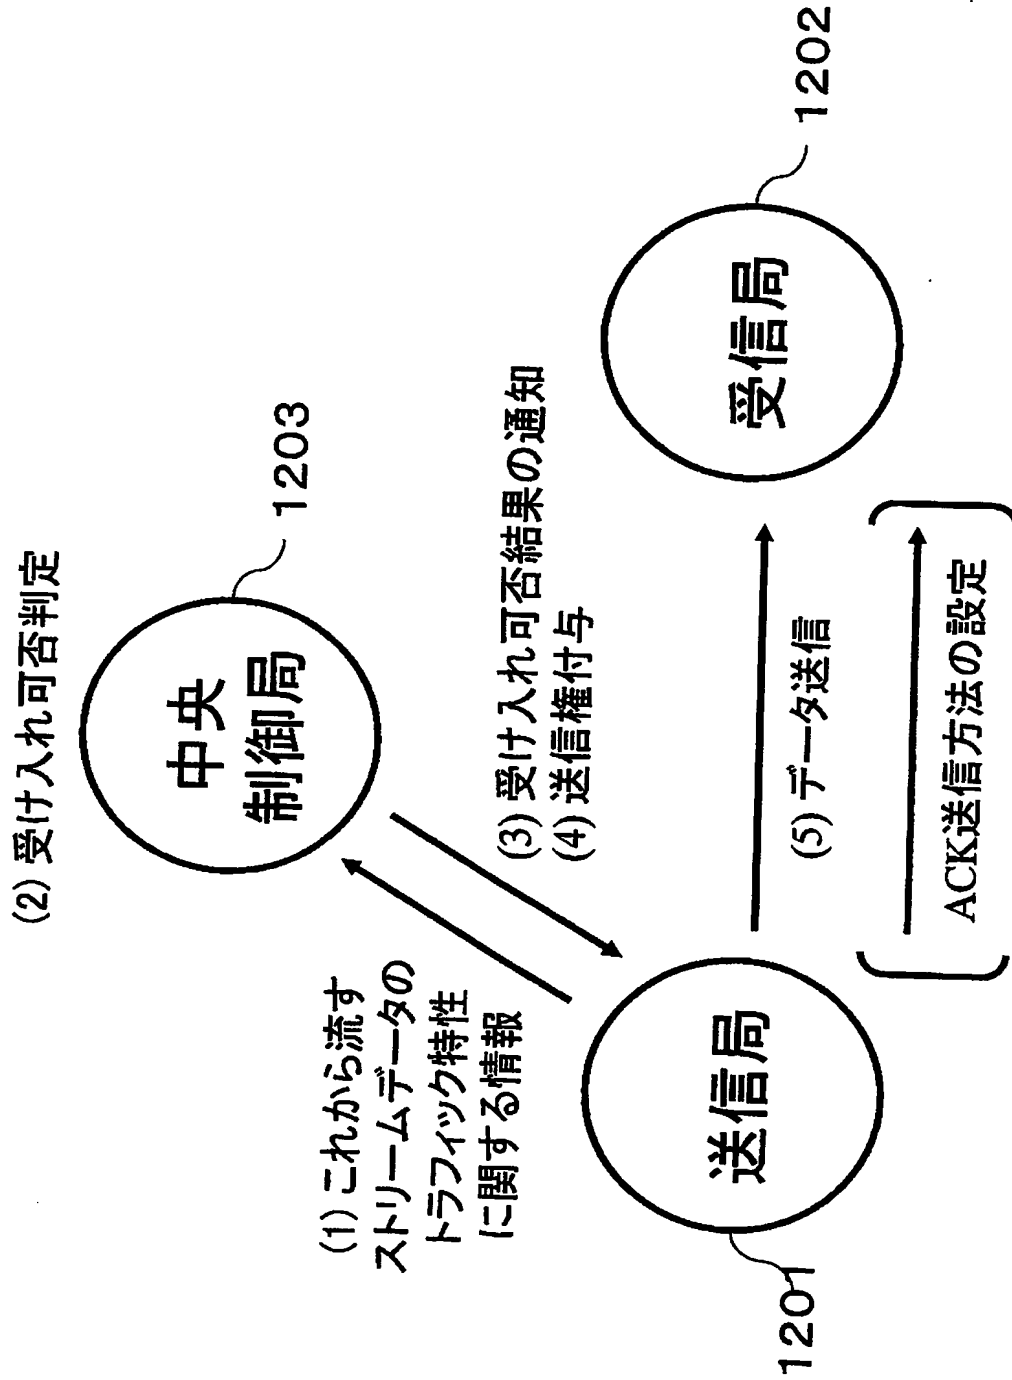 (2) 受け入れ可否判定
中央
制御局
1203
(1) これから流す
ストリームデータの
トラフィック特性
に関する情報
(3) 受け入れ可否結果の通知
(4) 送信権付与
送信局
1201
(5) データ送信
ACK送信方法の設定
受信局
1202